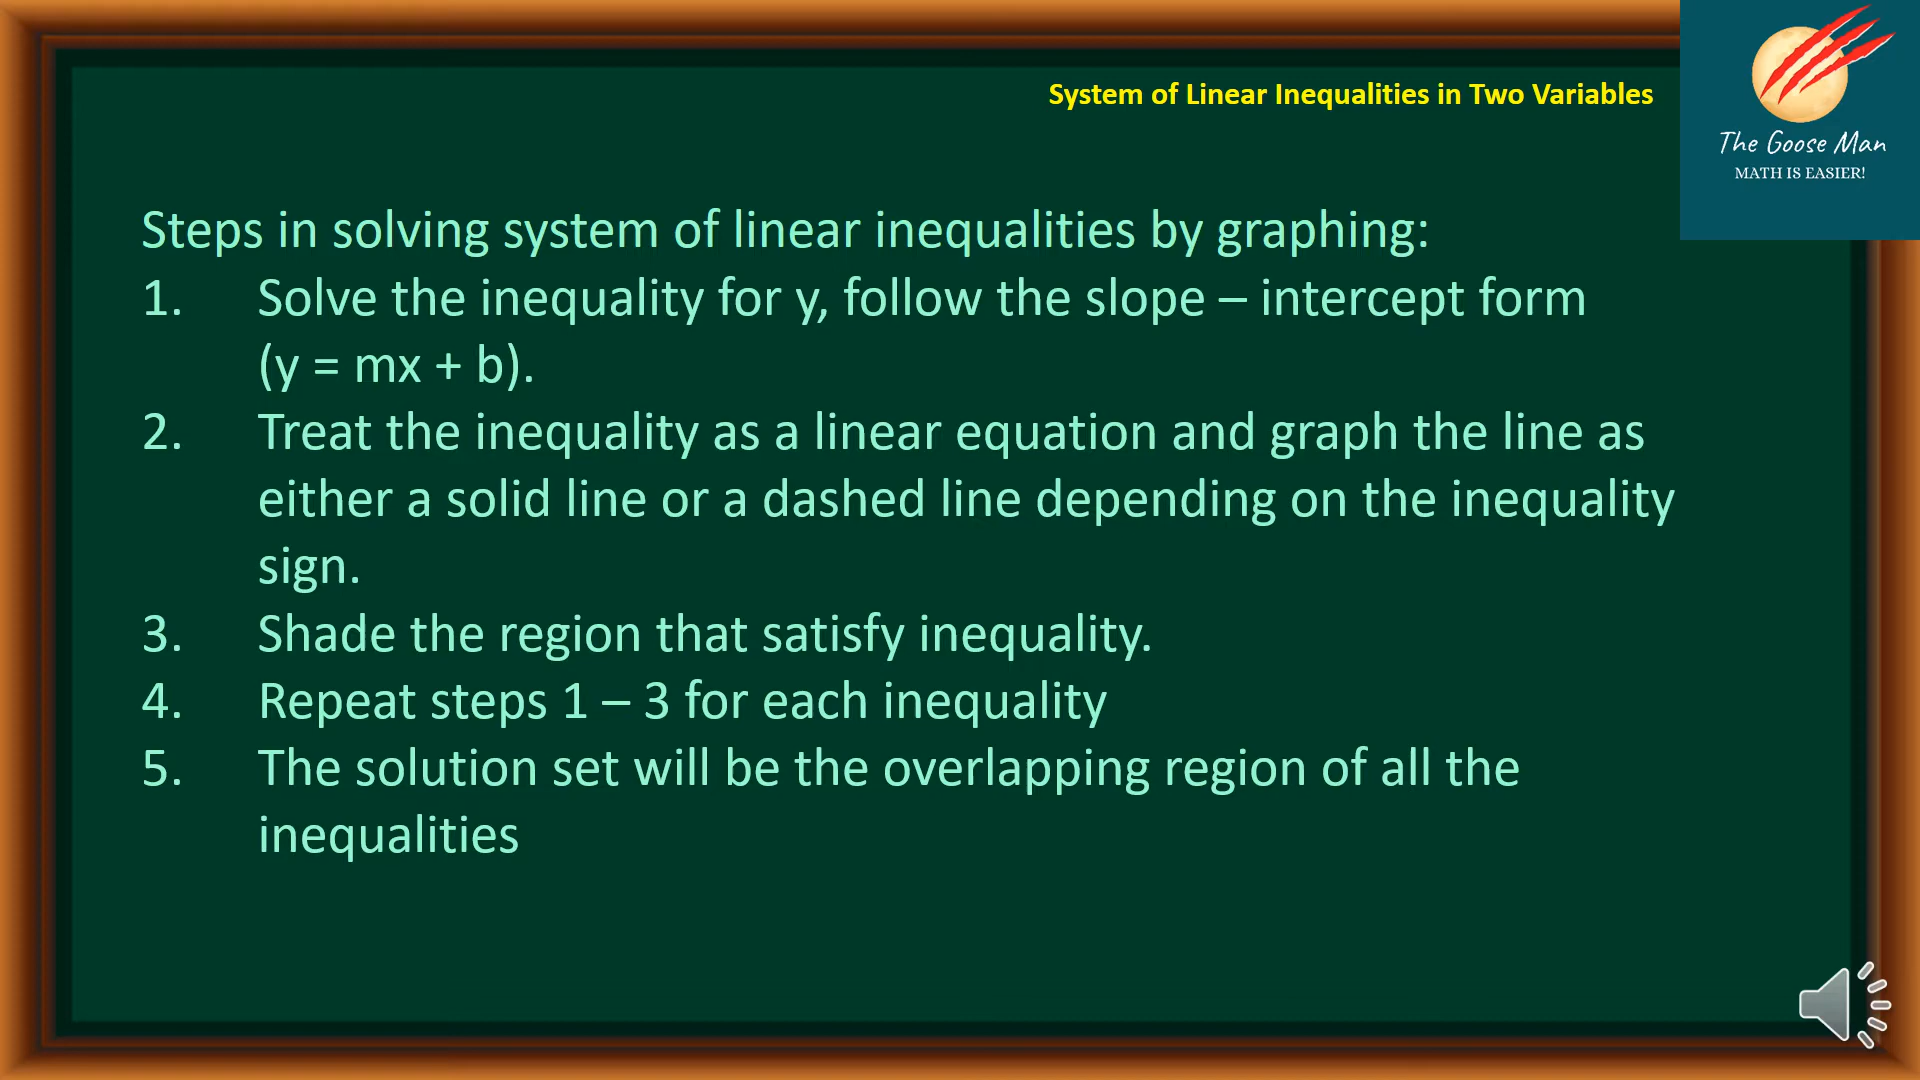 System of Linear Inequalities in Two Variables
The Goose Man
MATH IS EASIER!
Steps in solving system of linear inequalities by graphing:
1. Solve the inequality for y, follow the slope – intercept form
(y = mx + b).
2. Treat the inequality as a linear equation and graph the line as
either a solid line or a dashed line depending on the inequality
sign.
3. Shade the region that satisfy inequality.
4. Repeat steps 1 – 3 for each inequality
5. The solution set will be the overlapping region of all the
inequalities